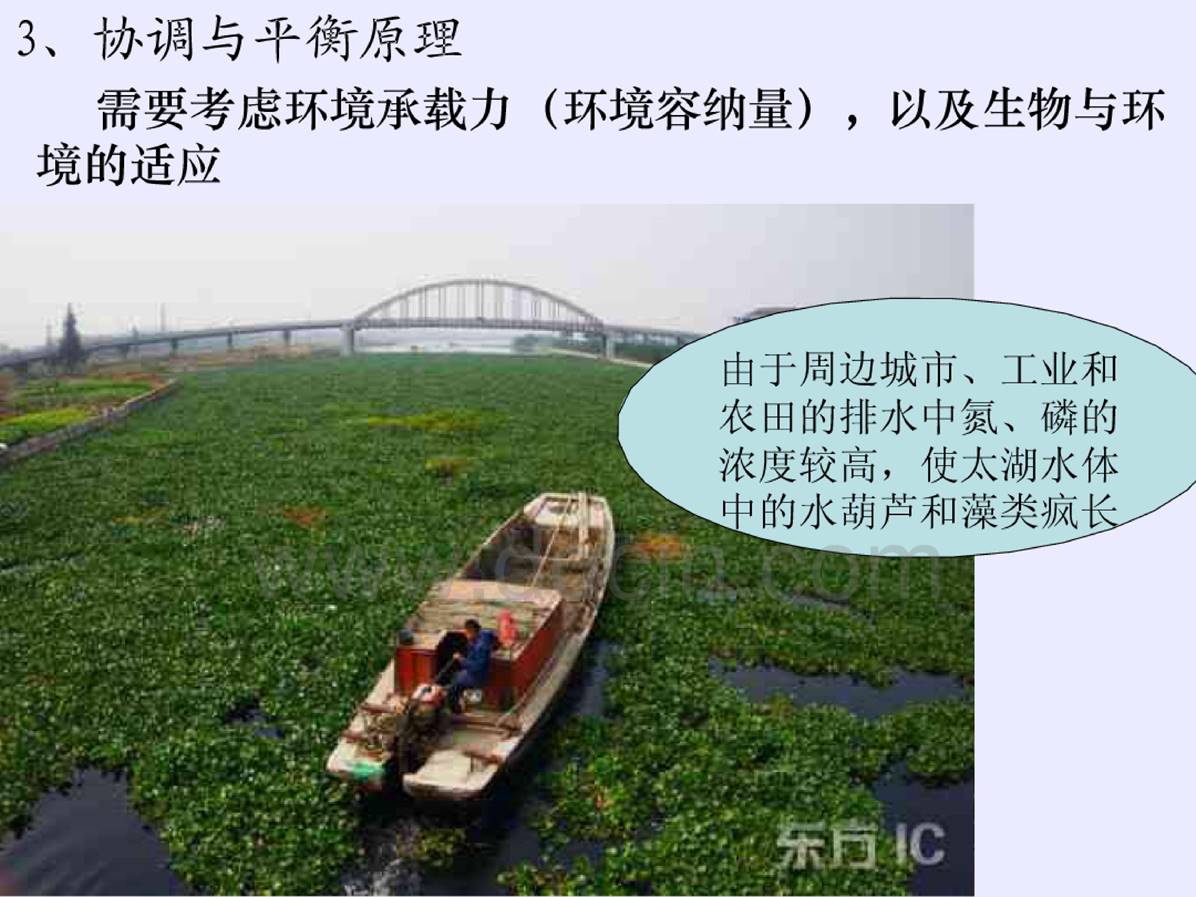 3、协调与平衡原理
需要考虑环境承载力（环境容纳量），以及生物与环
境的适应
由于周边城市、工业和
农田的排水中氮、磷的
浓度较高，使太湖水体
中的水葫芦和藻类疯长
东方 IC